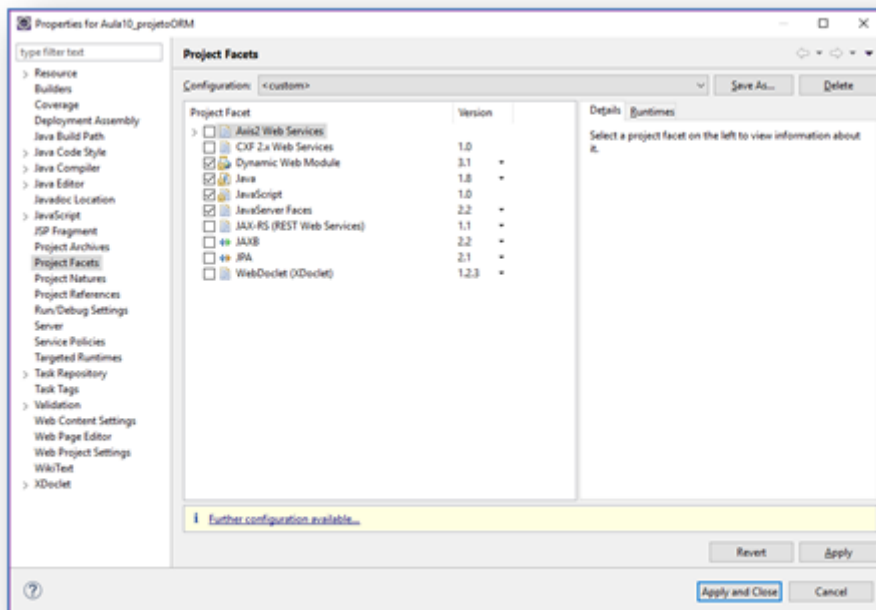 Properties for Aula10_projetoORM
type filter text
Resource
Builders
Coverage
Deployment Assembly
Java Build Path
Java Code Style
Java Compiler
Java Editor
Javadoc Location
JavaScript
JSP Fragment
Project Archives
Project Facets
Project Natures
Project References
Run/Debug Settings
Server
Service Policies
Targeted Runtimes
Task Repository
Task Tags
Validation
Web Content Settings
Web Page Editor
Web Project Settings
WikiText
XDoclet
Project Facets
Configuration: <custom> Save As... Delete
Project Facet Version
Axis2 Web Services
CXF 2.x Web Services 1.0
Dynamic Web Module 3.1
Java 1.8
JavaScript 1.0
JavaServer Faces 2.2
JAX-RS (REST Web Services) 1.1
JAXB 2.2
JPA 2.1
WebDoclet (XDoclet) 1.2.3
Details Runtimes
Select a project facet on the left to view information about
it.
i Further configuration available...
Revert Apply
? Apply and Close Cancel